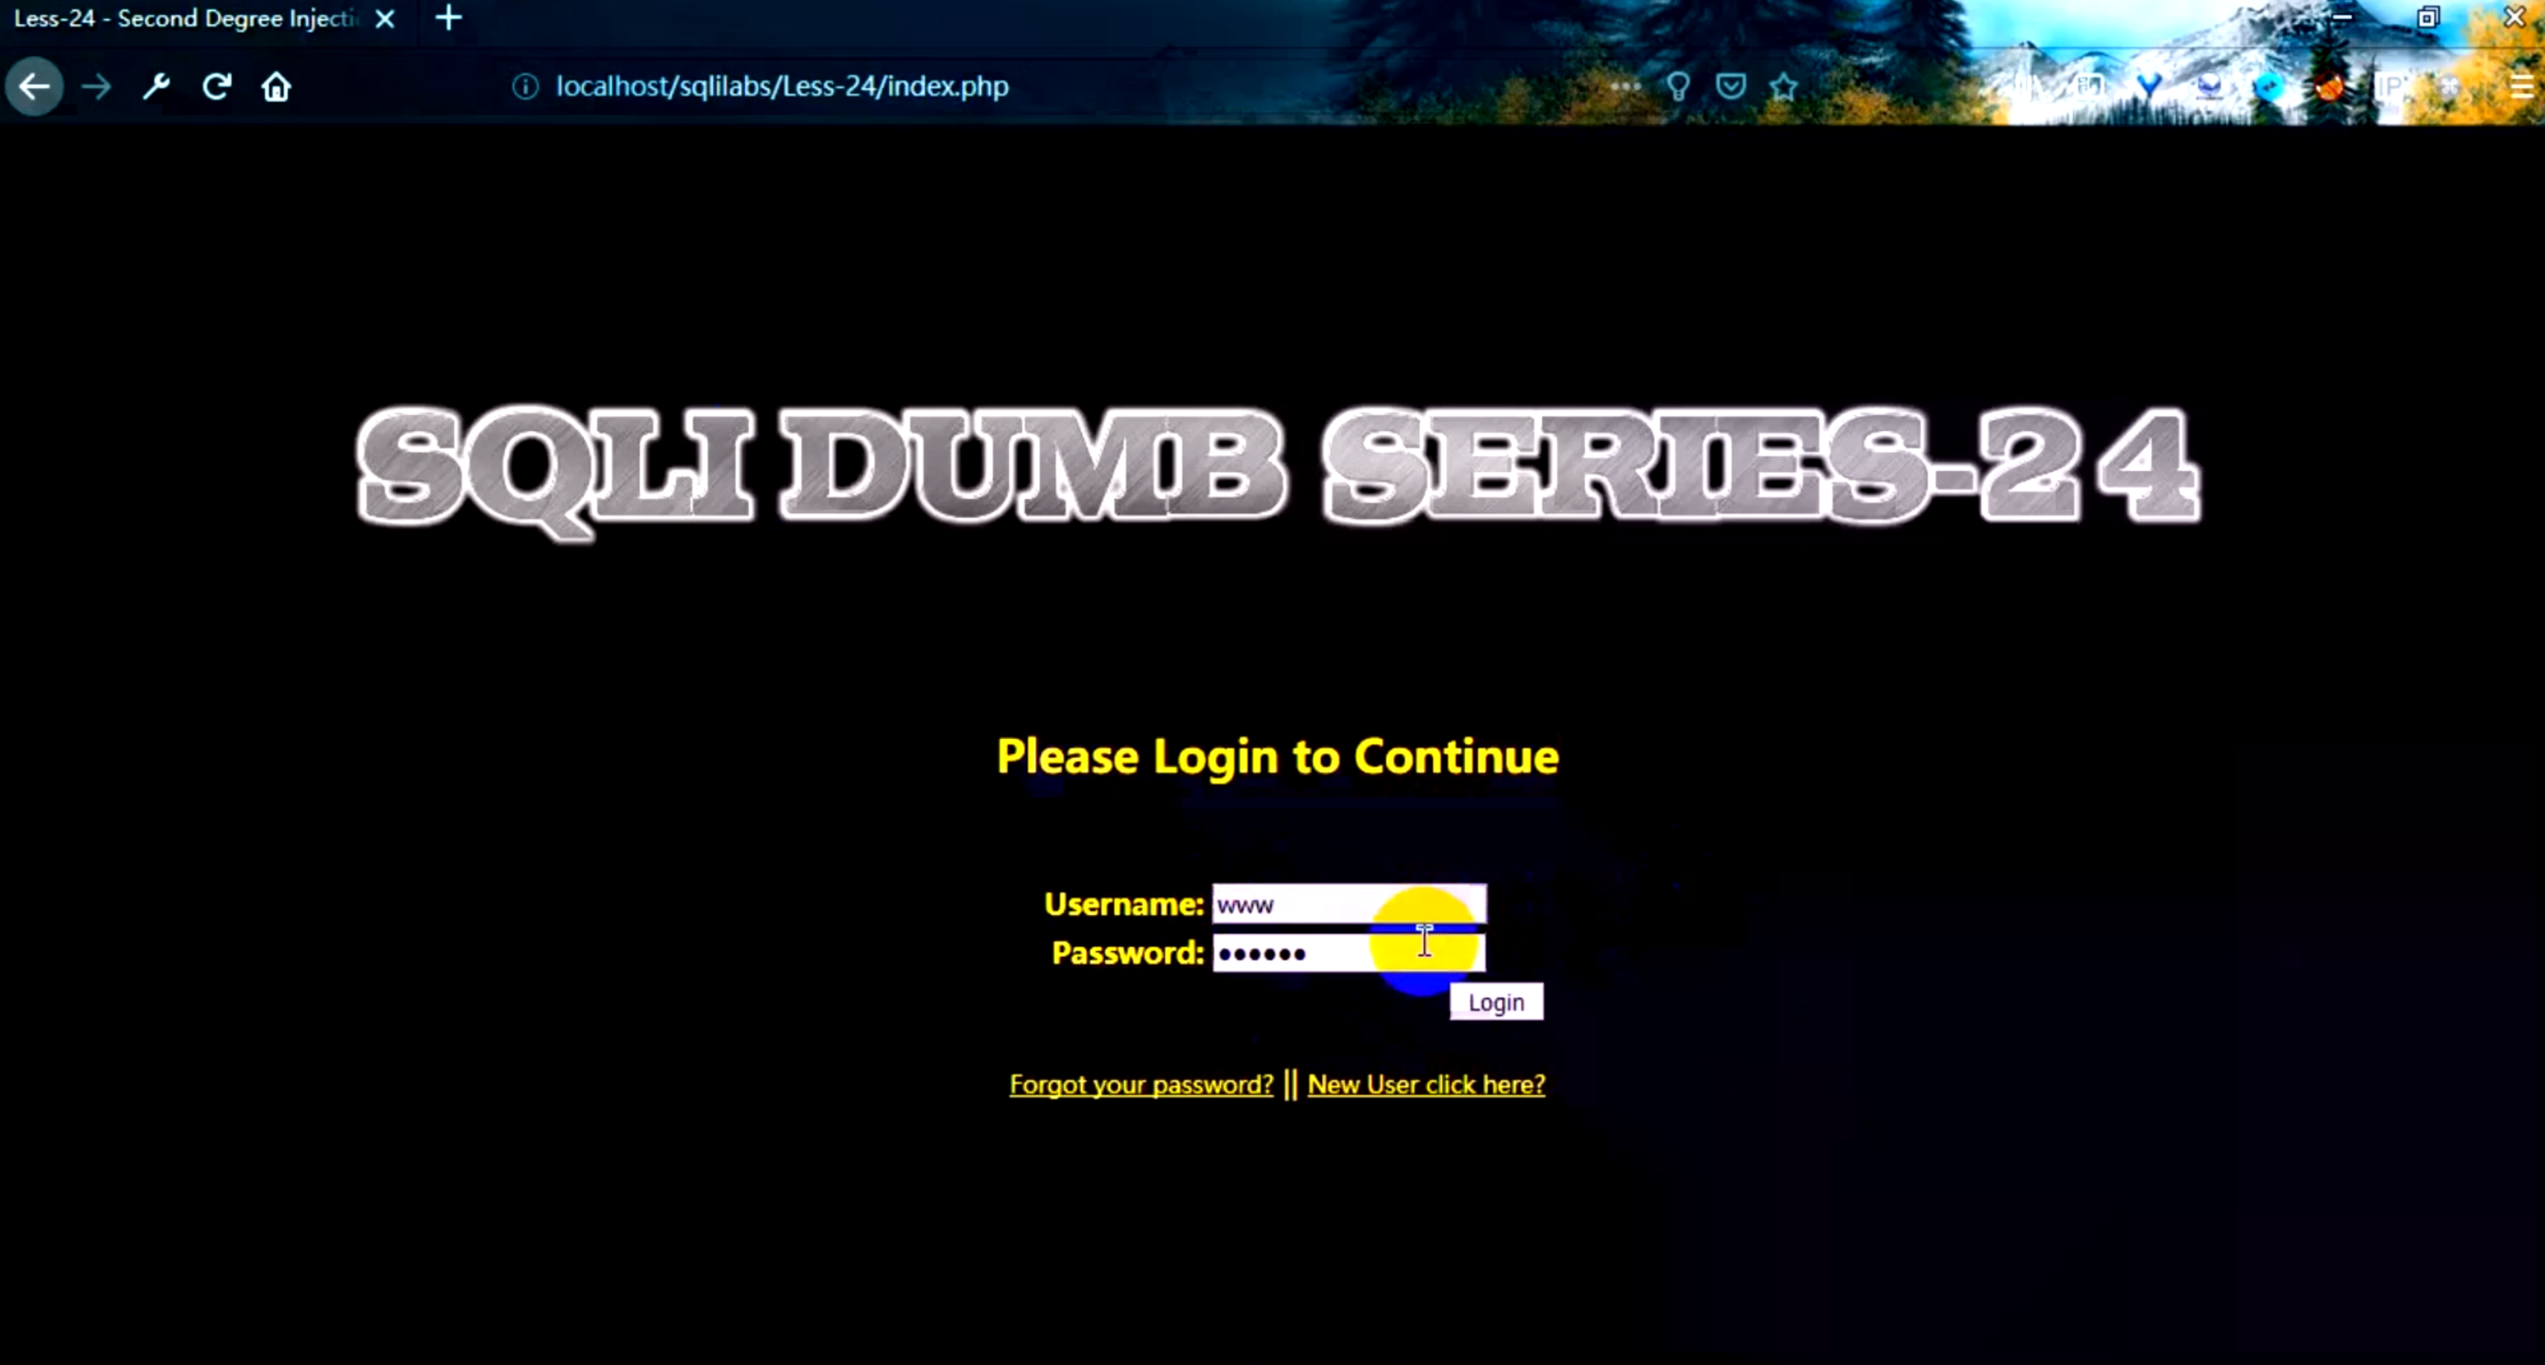 Less-24 - Second Degree Injecti
localhost/sqlilabs/Less-24/index.php
SQLI DUMB SERIES-24
Please Login to Continue
Username: www
Password: ••••••
Login
Forgot your password? || New User click here?